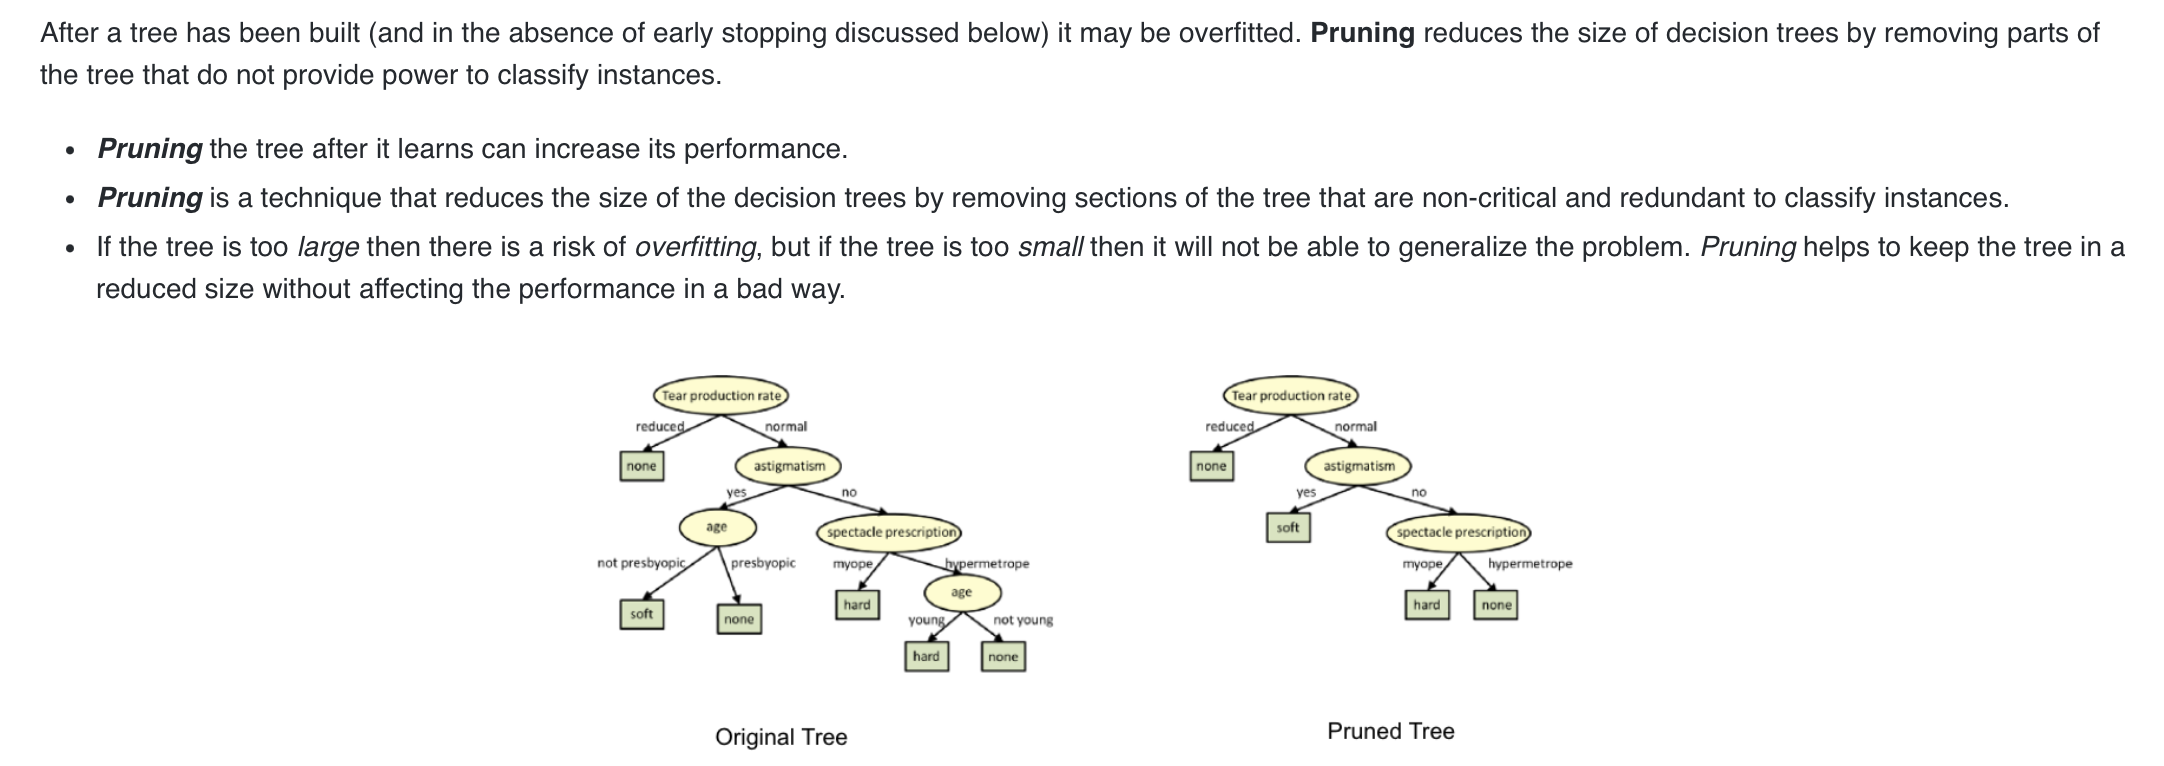 After a tree has been built (and in the absence of early stopping discussed below) it may be overfitted. Pruning reduces the size of decision trees by removing parts of
the tree that do not provide power to classify instances.
• Pruning the tree after it learns can increase its performance.
• Pruning is a technique that reduces the size of the decision trees by removing sections of the tree that are non-critical and redundant to classify instances.
• If the tree is too large then there is a risk of overfitting, but if the tree is too small then it will not be able to generalize the problem. Pruning helps to keep the tree in a
reduced size without affecting the performance in a bad way.
Tear production rate
reduced
normal
none
astigmatism
yes
no
age
spectacle prescription
not presbyopic
presbyopic
myope
hypermetrope
soft
none
hard
age
young
not young
hard
none
Original Tree
Tear production rate
reduced
normal
none
astigmatism
yes
no
soft
spectacle prescription
myope
hypermetrope
hard
none
Pruned Tree